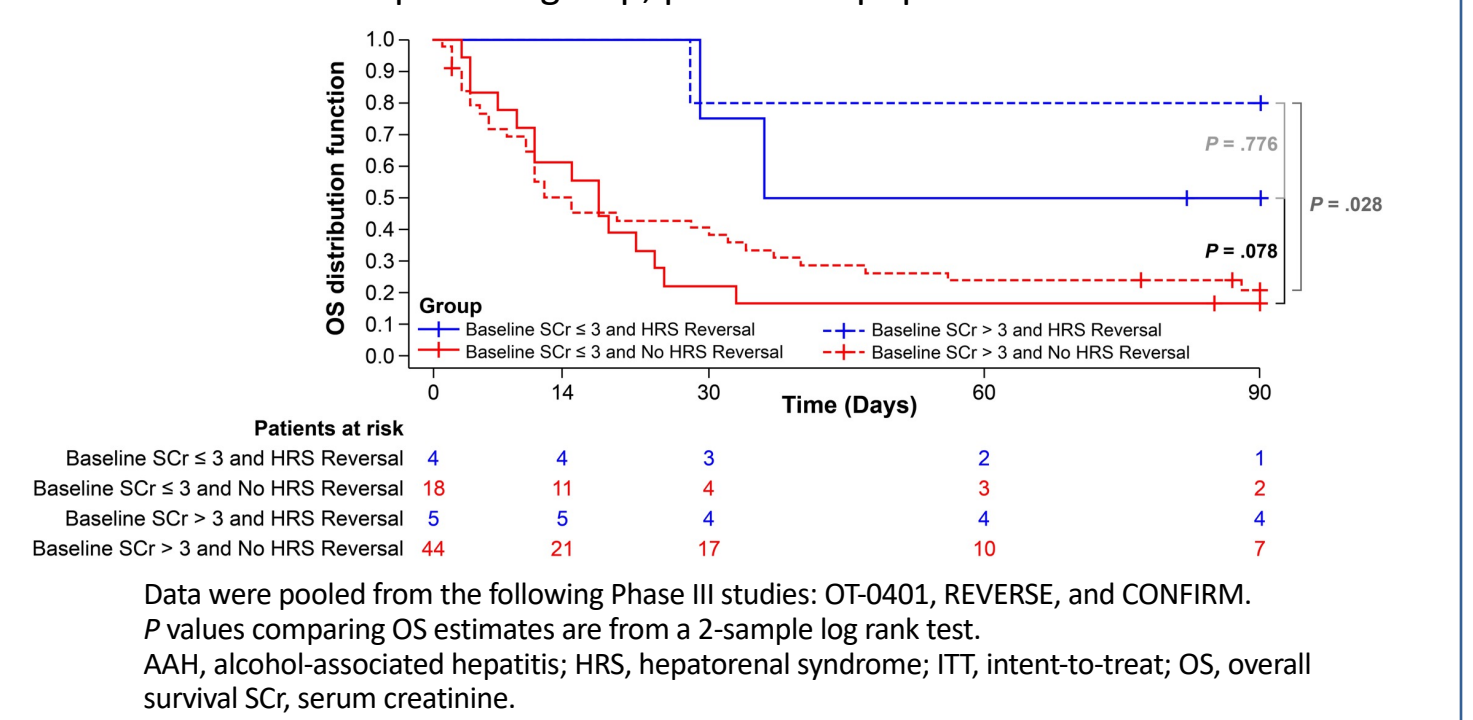 1.0
0.9
0.8
0.7
0.6
0.5
0.4
0.3
0.2
0.1
0.0
OS distribution function
P = .776
P = .028
P = .078
Group
Baseline SCr ≤ 3 and HRS Reversal
Baseline SCr > 3 and HRS Reversal
Baseline SCr ≤ 3 and No HRS Reversal
Baseline SCr > 3 and No HRS Reversal
0 14 30 60 90
Time (Days)
Patients at risk
Baseline SCr ≤ 3 and HRS Reversal 4 4 3 2 1
Baseline SCr ≤ 3 and No HRS Reversal 18 11 4 3 2
Baseline SCr > 3 and HRS Reversal 5 5 4 4 4
Baseline SCr > 3 and No HRS Reversal 44 21 17 10 7
Data were pooled from the following Phase III studies: OT-0401, REVERSE, and CONFIRM.
P values comparing OS estimates are from a 2-sample log rank test.
AAH, alcohol-associated hepatitis; HRS, hepatorenal syndrome; ITT, intent-to-treat; OS, overall
survival SCr, serum creatinine.